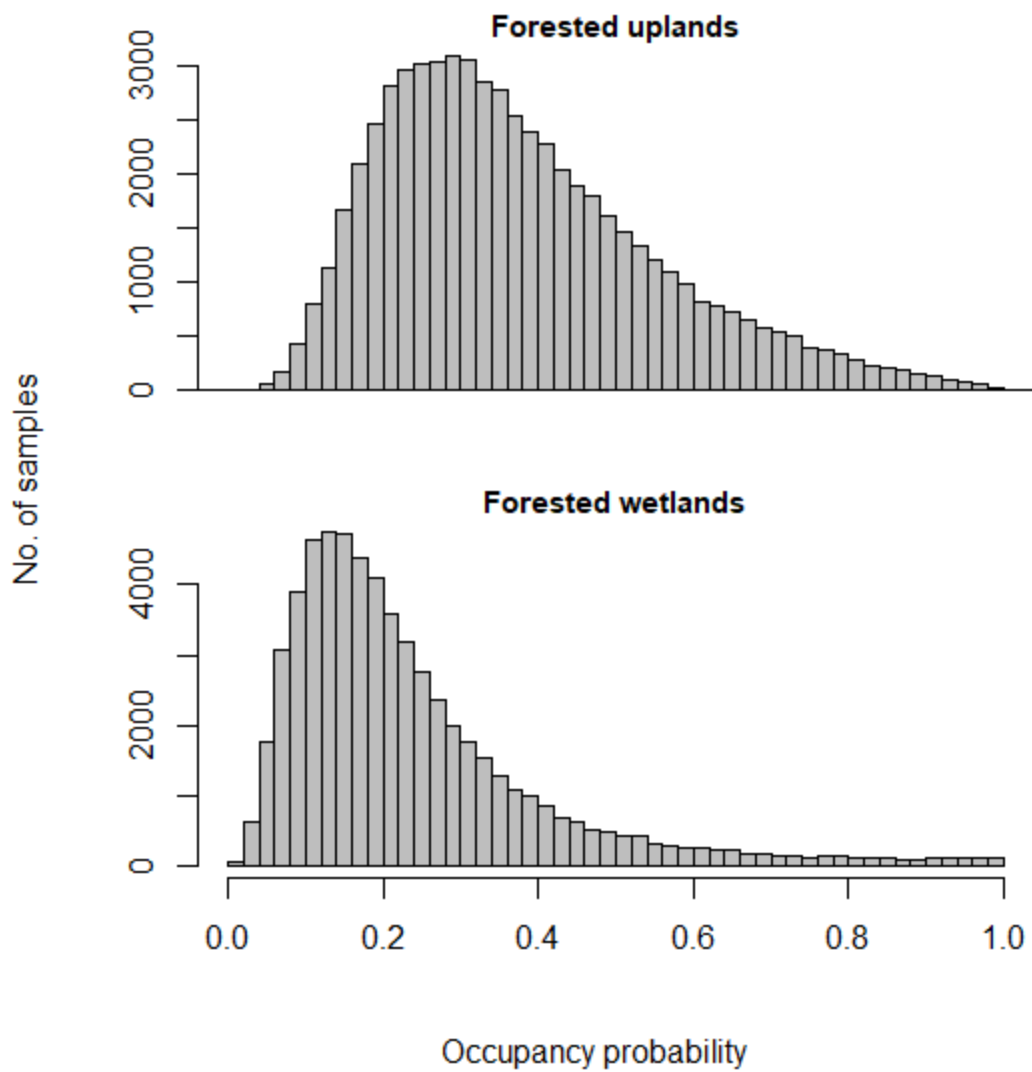 Forested uplands
3000
2000
1000
0
No. of samples
Forested wetlands
4000
2000
0
0.0 0.2 0.4 0.6 0.8 1.0
Occupancy probability